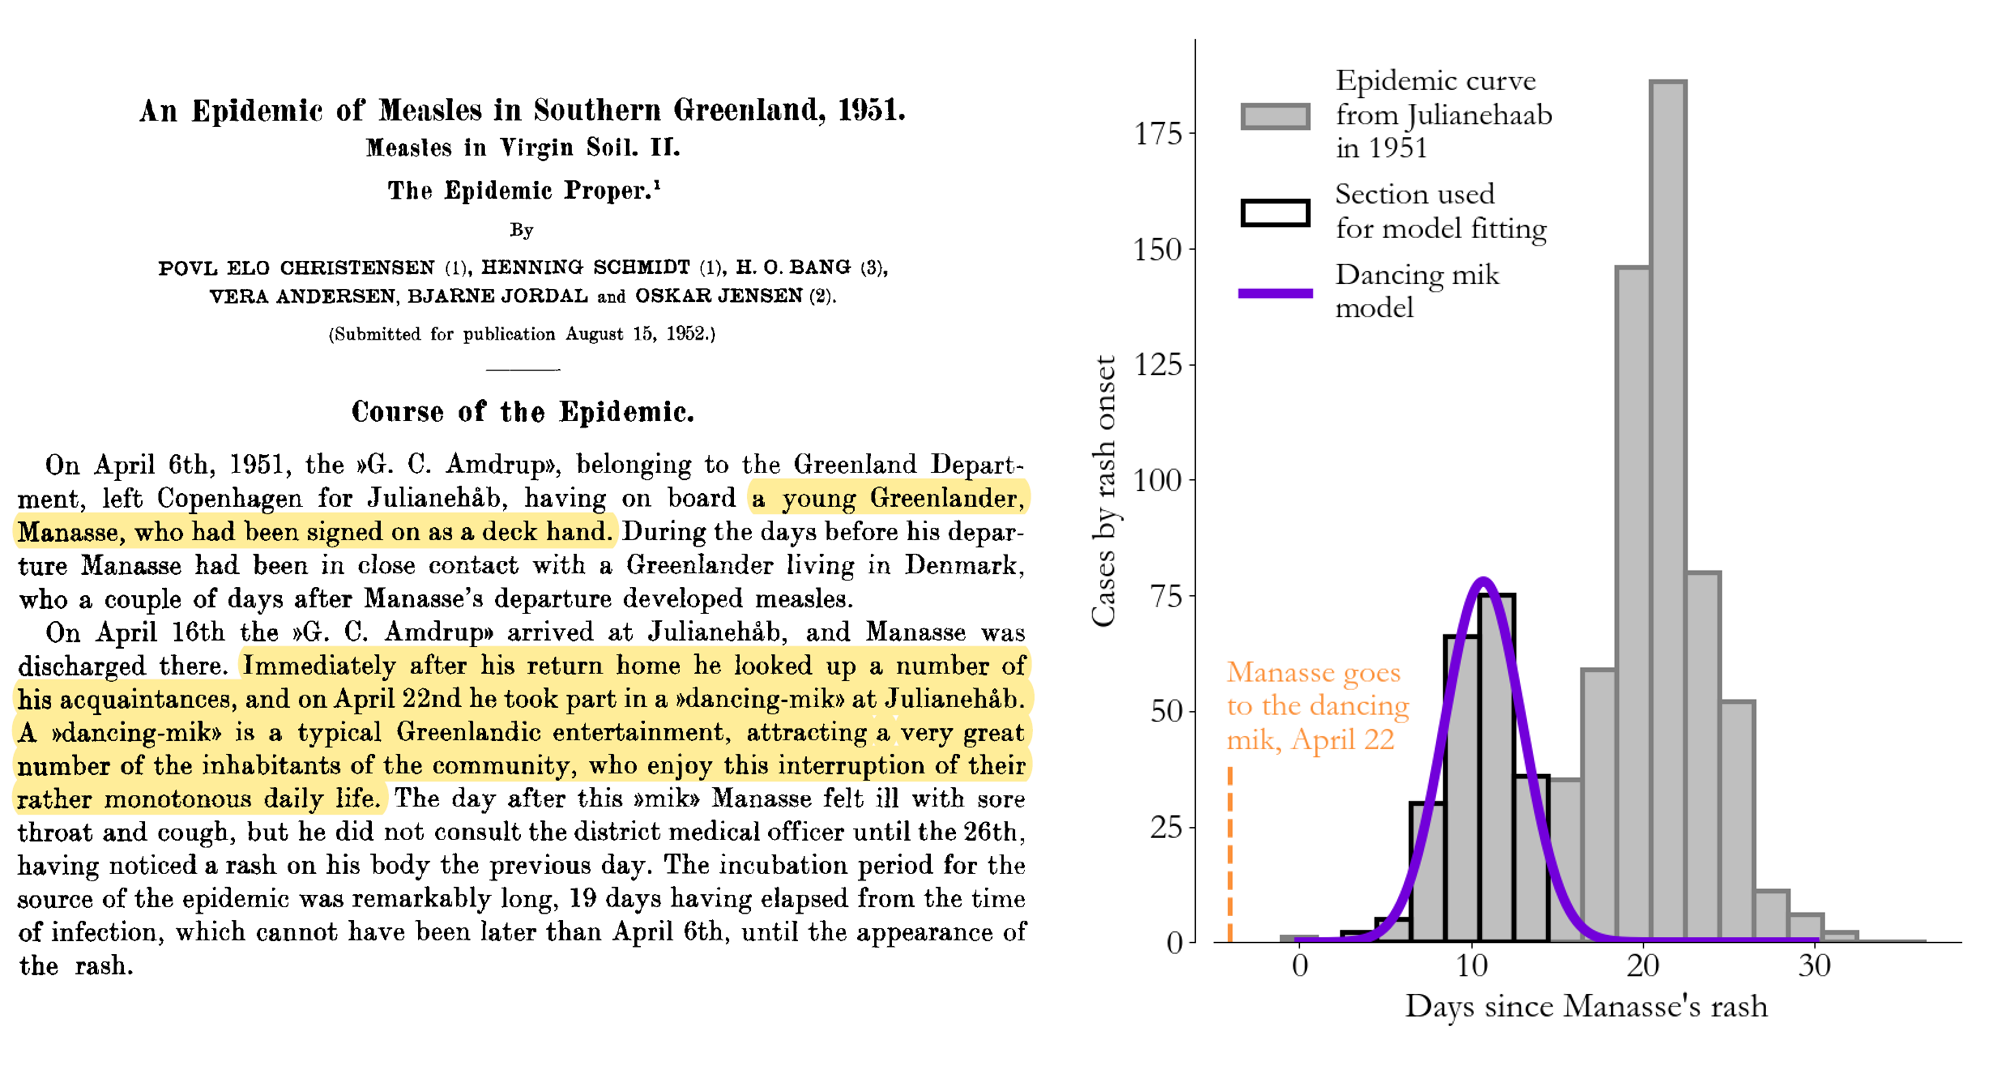 An Epidemic of Measles in Southern Greenland, 1951.
Measles in Virgin Soil. II.
The Epidemic Proper.¹
By
POVL ELO CHRISTENSEN (1), HENNING SCHMIDT (1), H. O. BANG (3),
VERA ANDERSEN, BJARNE JORDAL and OSKAR JENSEN (2).
(Submitted for publication August 15, 1952.)
Course of the Epidemic.
On April 6th, 1951, the »G. C. Amdrup», belonging to the Greenland Depart-
ment, left Copenhagen for Julianehåb, having on board a young Greenlander,
Manasse, who had been signed on as a deck hand. During the days before his depar-
ture Manasse had been in close contact with a Greenlander living in Denmark,
who a couple of days after Manasse's departure developed measles.
On April 16th the »G. C. Amdrup» arrived at Julianehåb, and Manasse was
discharged there. Immediately after his return home he looked up a number of
his acquaintances, and on April 22nd he took part in a »dancing-mik» at Julianehåb.
A »dancing-mik» is a typical Greenlandic entertainment, attracting a very great
number of the inhabitants of the community, who enjoy this interruption of their
rather monotonous daily life. The day after this »mik» Manasse felt ill with sore
throat and cough, but he did not consult the district medical officer until the 26th,
having noticed a rash on his body the previous day. The incubation period for the
source of the epidemic was remarkably long, 19 days having elapsed from the time
of infection, which cannot have been later than April 6th, until the appearance of
the rash.
Epidemic curve
from Julianehaab
in 1951
Section used
for model fitting
Dancing mik
model
Manasse goes
to the dancing
mik, April 22
Cases by rash onset
175
150
125
100
75
50
25
0
0 10 20 30
Days since Manasse's rash